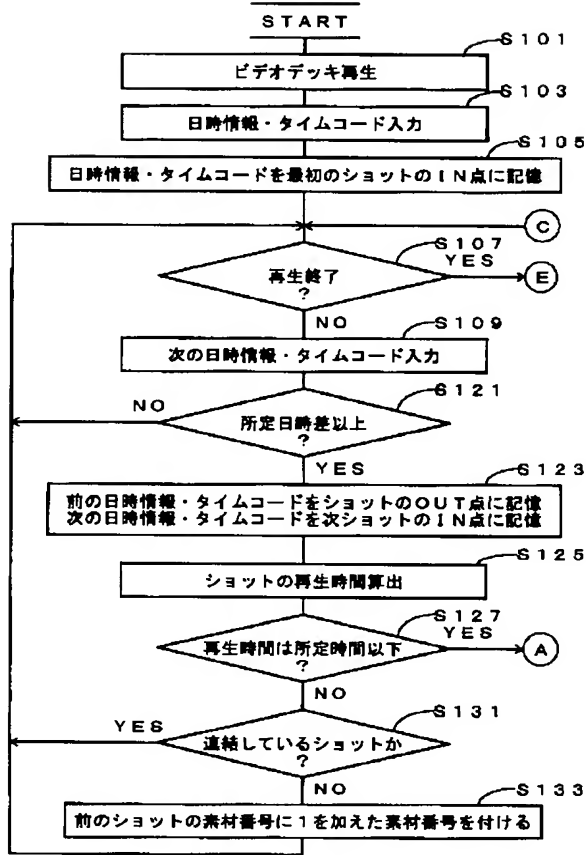 START
S101
ビデオデッキ再生
S103
日時情報・タイムコード入力
S105
日時情報・タイムコードを最初のショットのIN点に記憶
C
S107
YES
再生終了
?
E
NO
S109
次の日時情報・タイムコード入力
S121
NO
所定日時差以上
?
YES
S123
前の日時情報・タイムコードをショットのOUT点に記憶
次の日時情報・タイムコードを次ショットのIN点に記憶
S125
ショットの再生時間算出
S127
YES
再生時間は所定時間以下
?
A
NO
S131
YES
連結しているショットか
?
NO
S133
前のショットの素材番号に1を加えた素材番号を付ける